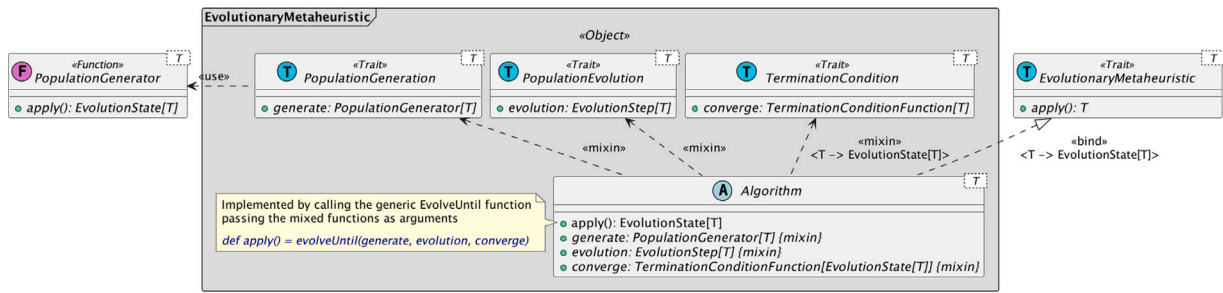 EvolutionaryMetaheuristic
«Object»
T
F
«Function»
PopulationGenerator
apply(): EvolutionState[T]
«use»
T
T
«Trait»
PopulationGeneration
generate: PopulationGenerator[T]
T
T
«Trait»
PopulationEvolution
evolution: EvolutionStep[T]
T
T
«Trait»
TerminationCondition
converge: TerminationConditionFunction[T]
T
T
«Trait»
EvolutionaryMetaheuristic
apply(): T
«mixin»
«mixin»
«mixin»
<T -> EvolutionState[T]>
«bind»
<T -> EvolutionState[T]>
Implemented by calling the generic EvolveUntil function
passing the mixed functions as arguments
def apply() = evolveUntil(generate, evolution, converge)
T
A
Algorithm
apply(): EvolutionState[T]
generate: PopulationGenerator[T] {mixin}
evolution: EvolutionStep[T] {mixin}
converge: TerminationConditionFunction[EvolutionState[T]] {mixin}